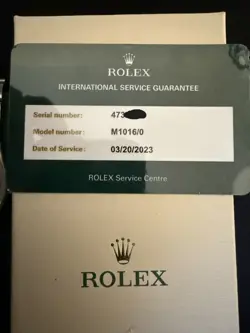 ROLEX
INTERNATIONAL SERVICE GUARANTEE
Serial number: 473
Model number: M1016/0
Date of Service: 03/20/2023
ROLEX Service Centre
ROLEX